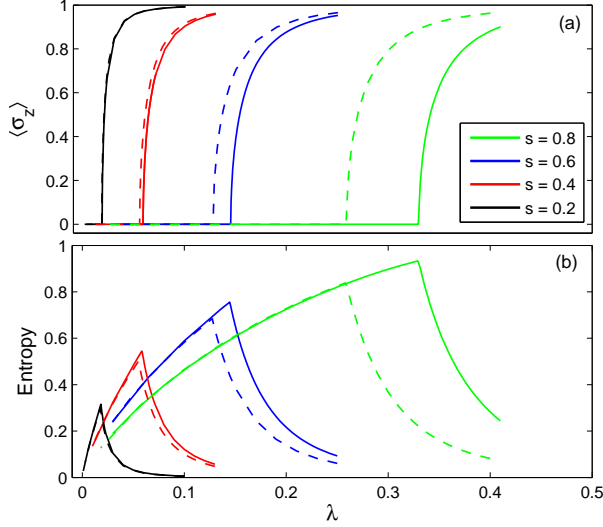 (a)
1
0.8
0.6
0.4
0.2
0
⟨σz⟩
s = 0.8
s = 0.6
s = 0.4
s = 0.2
(b)
1
0.8
0.6
0.4
0.2
0
Entropy
0 0.1 0.2 0.3 0.4 0.5
λ